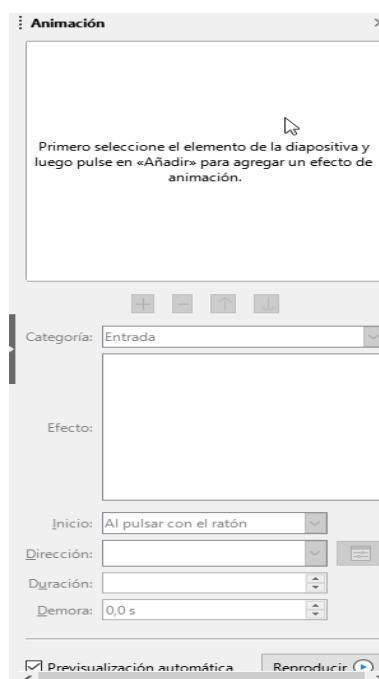 Animación
Primero seleccione el elemento de la diapositiva y
luego pulse en «Añadir» para agregar un efecto de
animación.
Categoría: Entrada
Efecto:
Inicio: Al pulsar con el ratón
Dirección:
Duración:
Demora: 0,0 s
Previsualización automática Reproducir